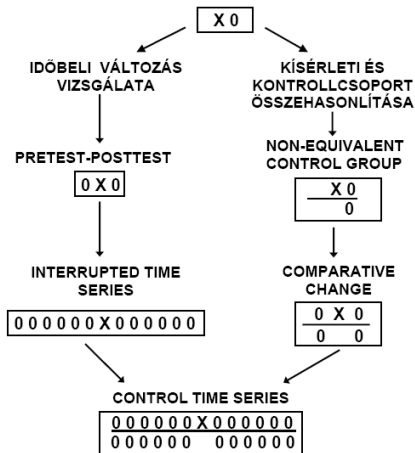 X 0
IDÕBELI VÁLTOZÁS
VIZSGÁLATA
PRETEST-POSTTEST
0 X 0
INTERRUPTED TIME
SERIES
0 0 0 0 0 0 X 0 0 0 0 0 0
KÍSÉRLETI ÉS
KONTROLLCSOPORT
ÖSSZEHASONLÍTÁSA
NON-EQUIVALENT
CONTROL GROUP
X 0
0
COMPARATIVE
CHANGE
0 X 0
0 0
CONTROL TIME SERIES
0 0 0 0 0 0 X 0 0 0 0 0 0
0 0 0 0 0 0 0 0 0 0 0 0